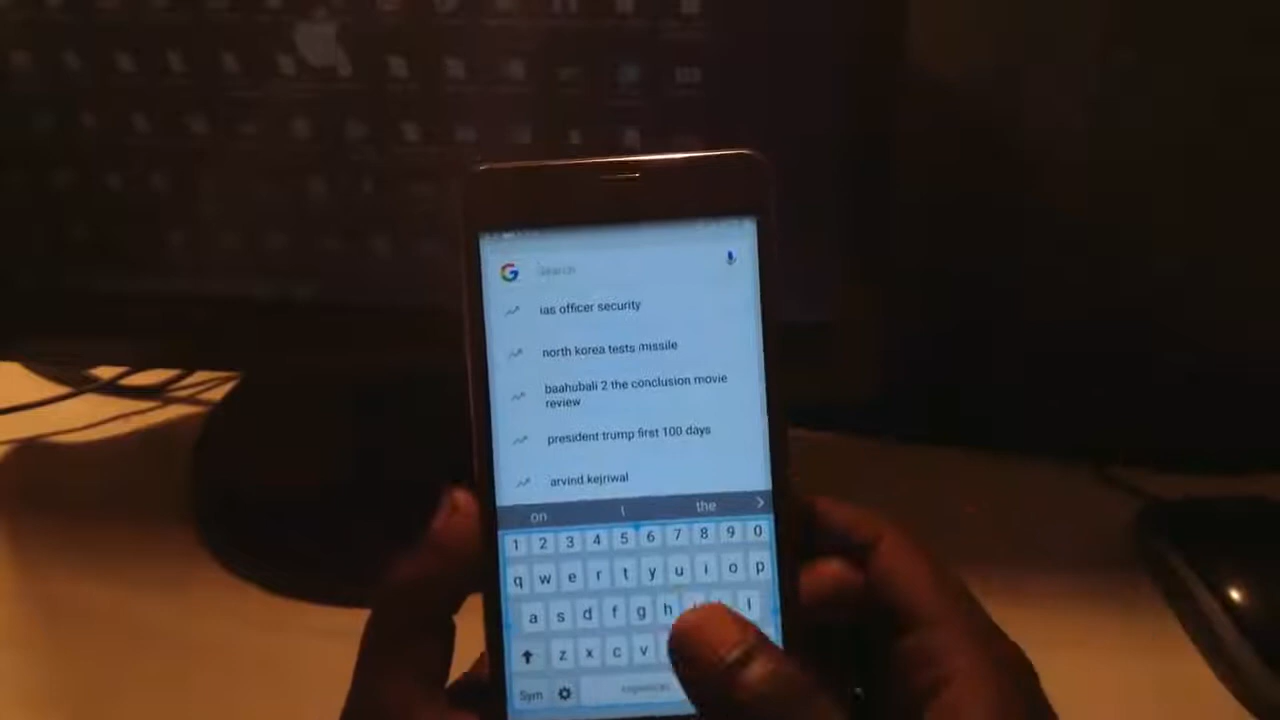 G Search
ias officer security
north korea tests missile
baahubali 2 the conclusion movie
review
president trump first 100 days
arvind kejriwal
on I the
1 2 3 4 5 6 7 8 9 0
q w e r t y u i o p
a s d f g h l
z x c v
Sym